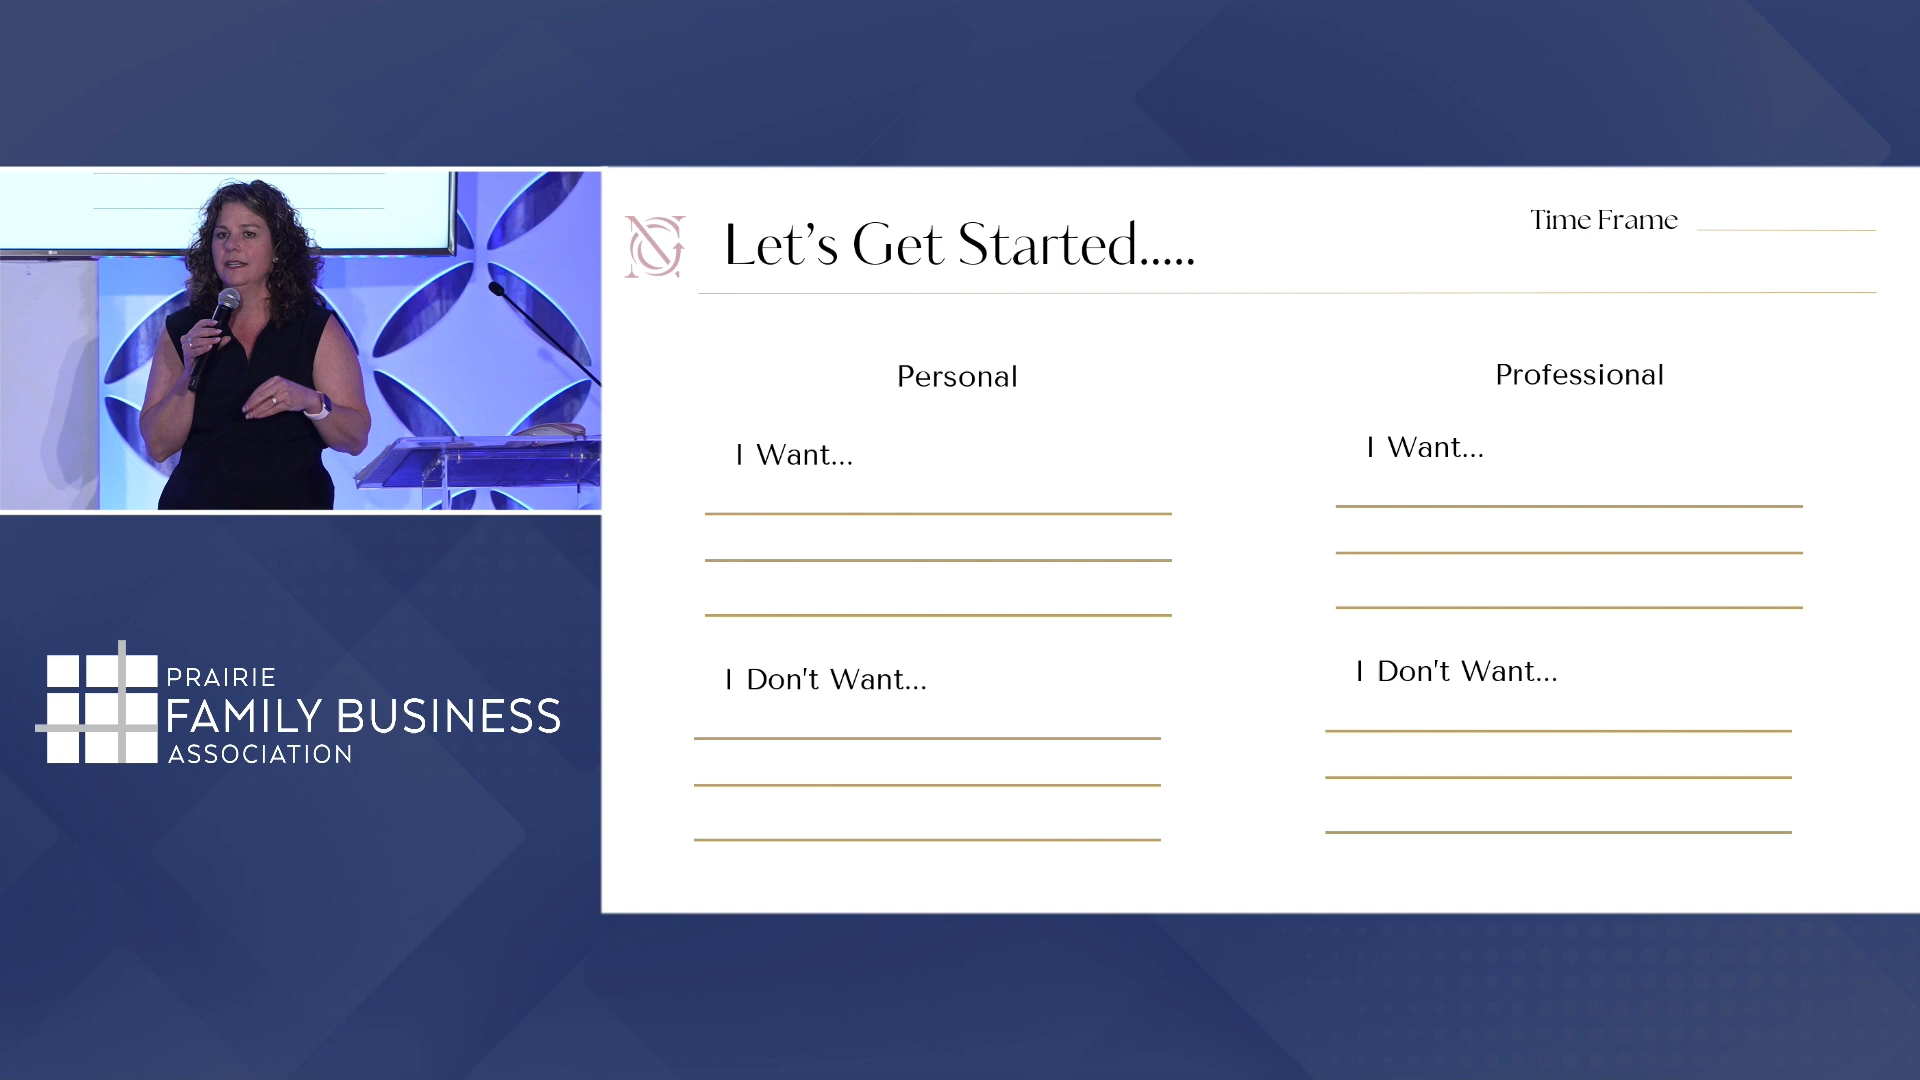 Let’s Get Started.....
Time Frame
Personal
Professional
I Want...
I Want...
I Don't Want...
I Don't Want...
PRAIRIE
FAMILY BUSINESS
ASSOCIATION